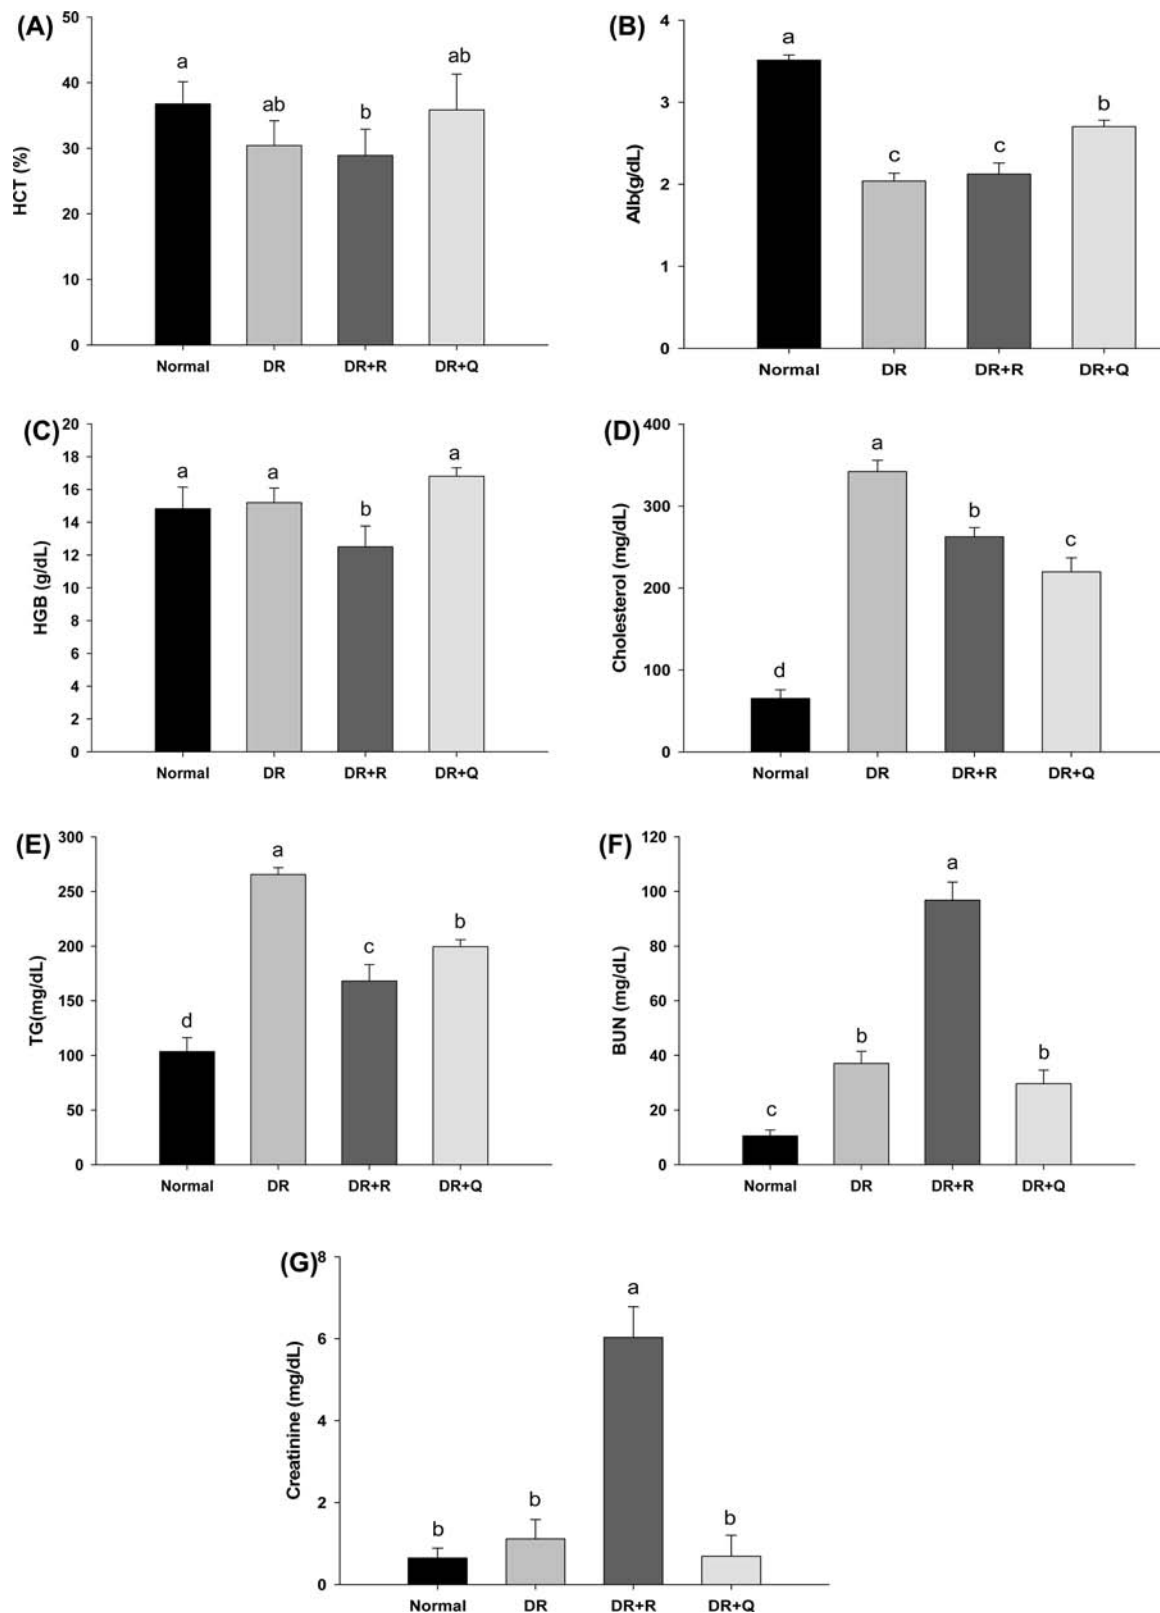 (A)
50
40
30
20
10
0
HCT (%)
a
ab
b
ab
Normal DR DR+R DR+Q
(B)
4
3
2
1
0
Alb(g/dL)
a
c
c
b
Normal DR DR+R DR+Q
(C)
20
18
16
14
12
10
8
6
4
2
0
HGB (g/dL)
a
a
b
a
Normal DR DR+R DR+Q
(D)
400
300
200
100
0
Cholesterol (mg/dL)
d
a
b
c
Normal DR DR+R DR+Q
(E)
300
250
200
150
100
50
0
TG(mg/dL)
d
a
c
b
Normal DR DR+R DR+Q
(F)
120
100
80
60
40
20
0
BUN (mg/dL)
c
b
a
b
Normal DR DR+R DR+Q
(G)
8
6
4
2
0
Creatinine (mg/dL)
b
b
a
b
Normal DR DR+R DR+Q